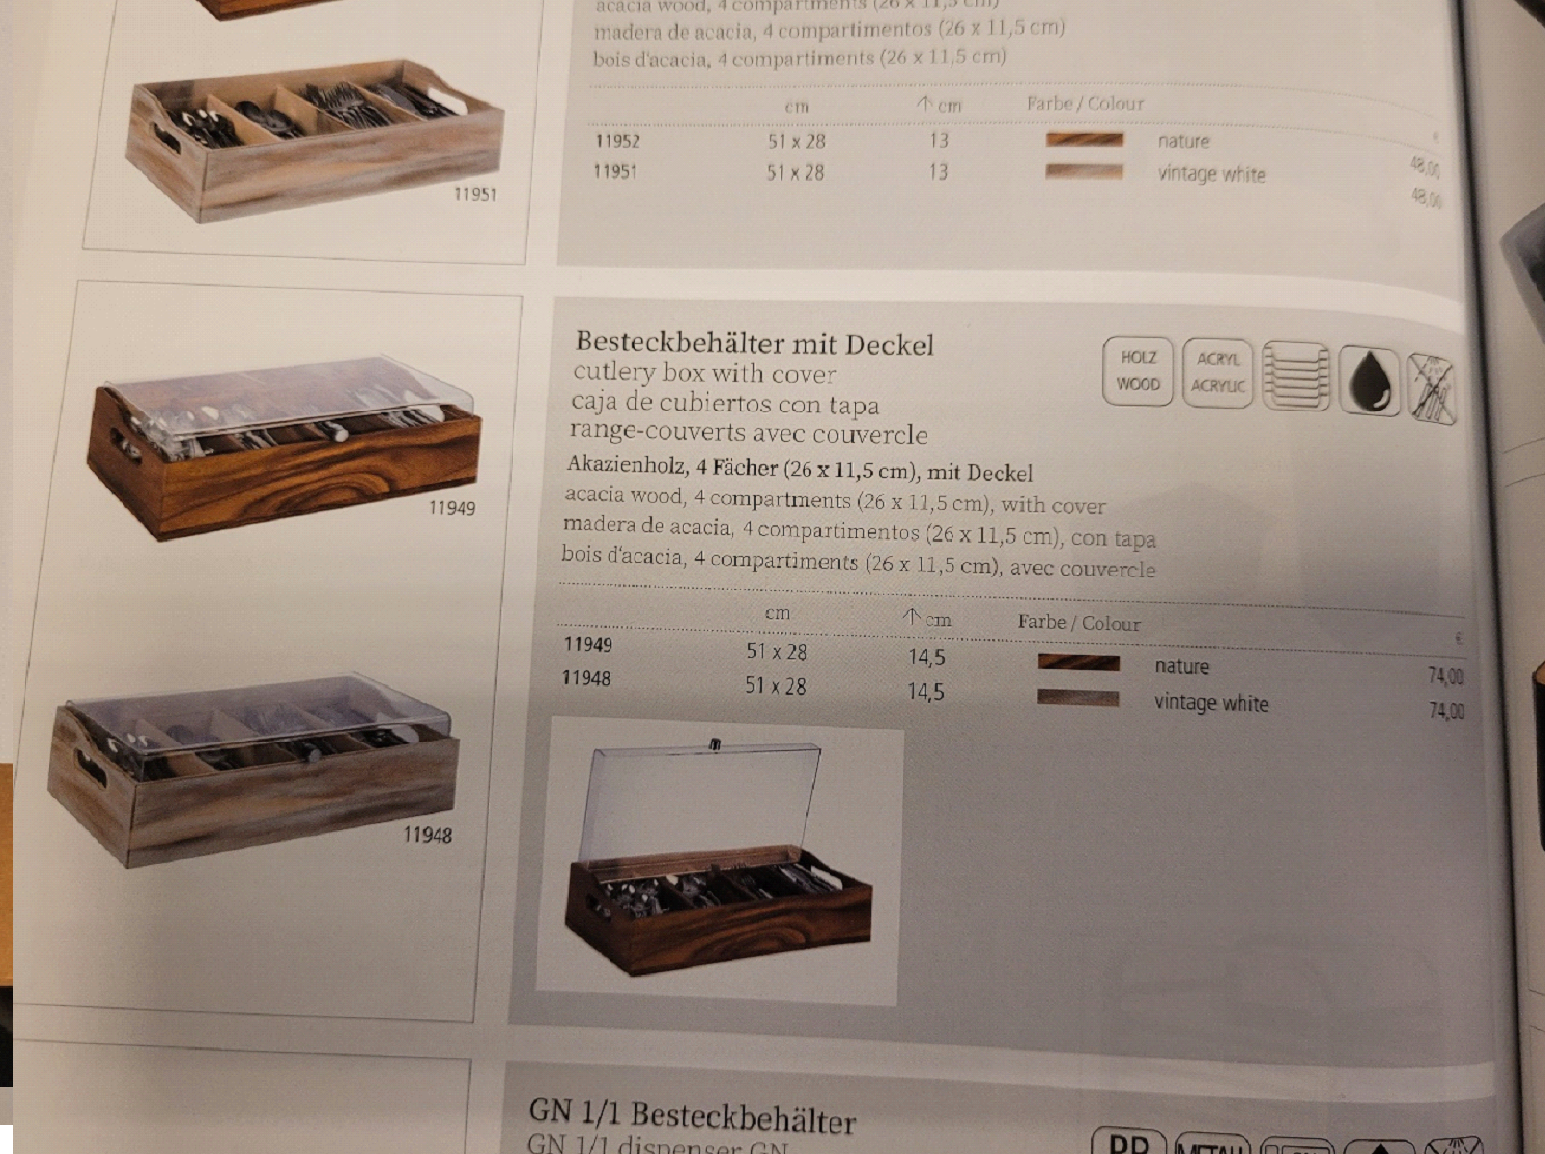 acacia wood, 4 compartments (26 x 11,5 cm)
madera de acacia, 4 compartimentos (26 x 11,5 cm)
bois d'acacia, 4 compartiments (26 x 11,5 cm)
cm ↑ cm Farbe / Colour €
11952 51 x 28 13 nature 48,00
11951 51 x 28 13 vintage white 48,00
11951
Besteckbehälter mit Deckel
cutlery box with cover
caja de cubiertos con tapa
range-couverts avec couvercle
HOLZ
WOOD
ACRYL
ACRYLIC
Akazienholz, 4 Fächer (26 x 11,5 cm), mit Deckel
acacia wood, 4 compartments (26 x 11,5 cm), with cover
madera de acacia, 4 compartimentos (26 x 11,5 cm), con tapa
bois d'acacia, 4 compartiments (26 x 11,5 cm), avec couvercle
cm ↑ cm Farbe / Colour €
11949 51 x 28 14,5 nature 74,00
11948 51 x 28 14,5 vintage white 74,00
11949
11948
GN 1/1 Besteckbehälter
GN 1/1 dispenser GN
PP
METALL